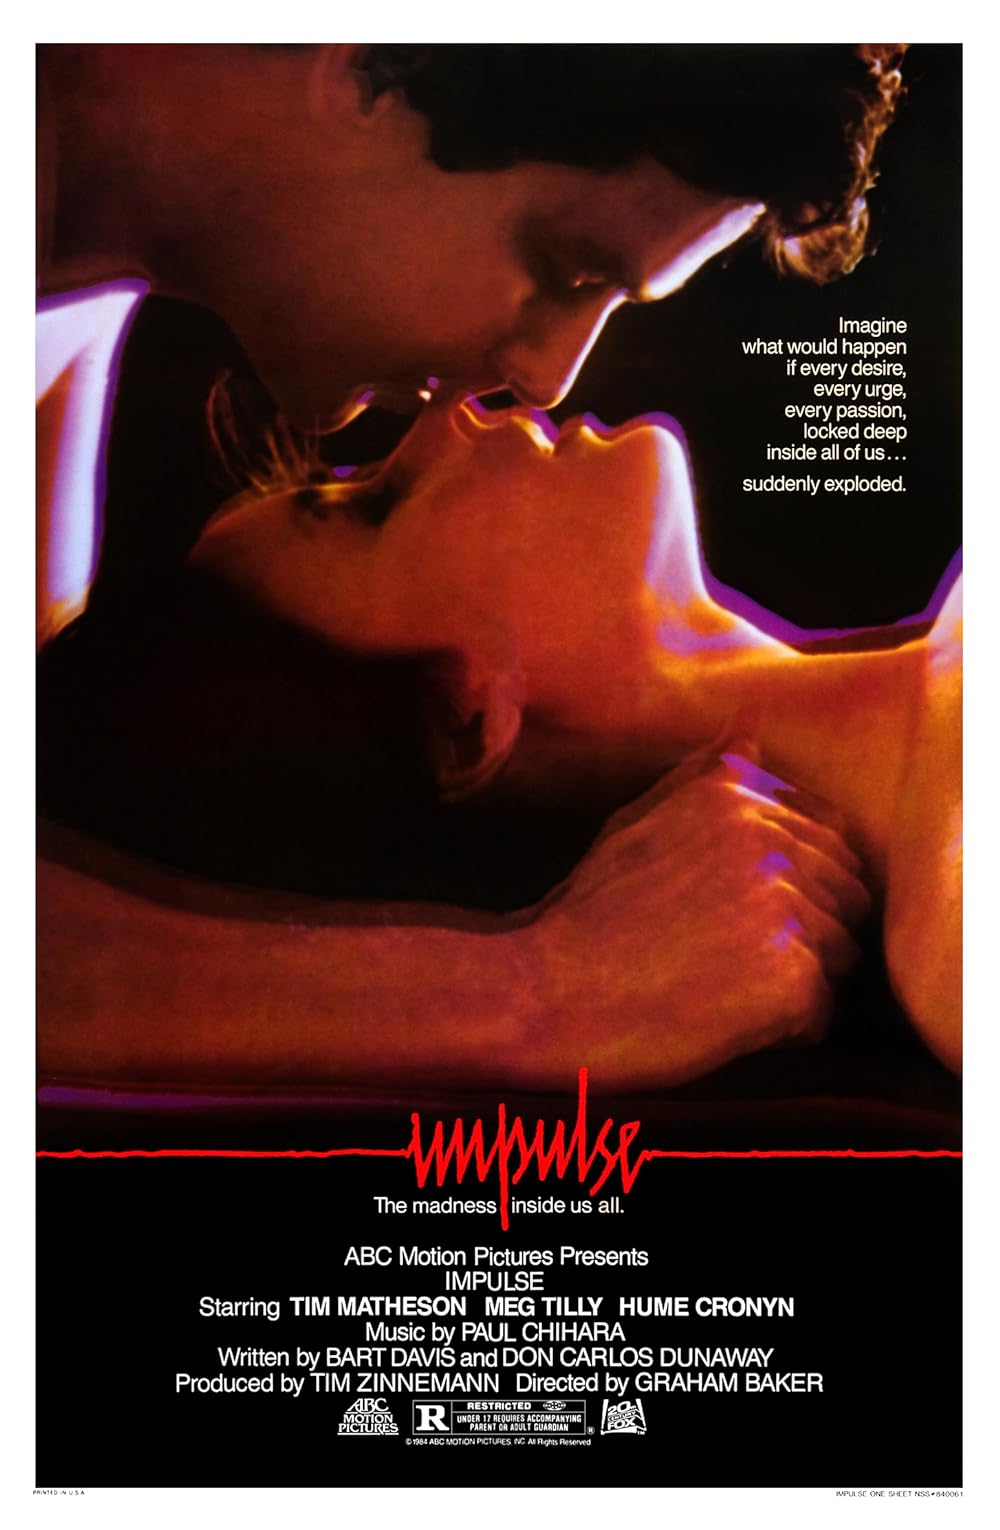 Imagine
what would happen
if every desire,
every urge,
every passion,
locked deep
inside all of us...
suddenly exploded.
impulse
The madness inside us all.
ABC Motion Pictures Presents
IMPULSE
Starring TIM MATHESON MEG TILLY HUME CRONYN
Music by PAUL CHIHARA
Written by BART DAVIS and DON CARLOS DUNAWAY
Produced by TIM ZINNEMANN Directed by GRAHAM BAKER
ABC
MOTION
PICTURES
R RESTRICTED
UNDER 17 REQUIRES ACCOMPANYING
PARENT OR ADULT GUARDIAN
®
20th
CENTURY
FOX
©1984 ABC MOTION PICTURES, INC. All Rights Reserved
PRINTED IN U.S.A.
IMPULSE ONE SHEET NSS#840061